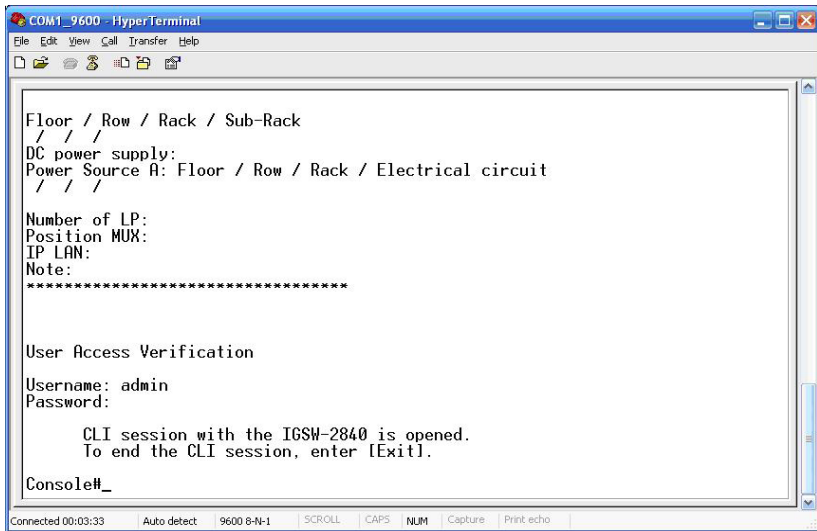 COM1_9600 - HyperTerminal
File Edit View Call Transfer Help
Floor / Row / Rack / Sub-Rack
/ / /
DC power supply:
Power Source A: Floor / Row / Rack / Electrical circuit
/ / /
Number of LP:
Position MUX:
IP LAN:
Note:
**********************************
User Access Verification
Username: admin
Password:
CLI session with the IGSW-2840 is opened.
To end the CLI session, enter [Exit].
Console#_
Connected 00:03:33 Auto detect 9600 8-N-1 SCROLL CAPS NUM Capture Print echo